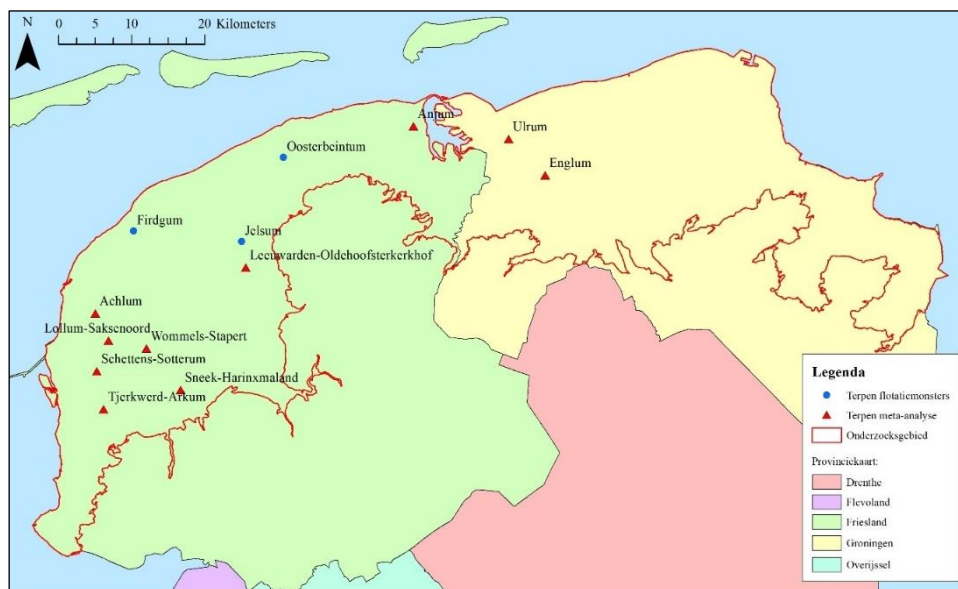 N
0 5 10 20 Kilometers
Anjum
Ulrum
Oosterbeintum
Englum
Firdgum
Jelsum
Leeuwarden-Oldehoofsterkerkhof
Achlum
Lollum-Saksenoord
Wommels-Stapert
Schettens-Sotterum
Sneek-Harinxmaland
Tjerkwerd-Arkum
Legenda
Terpen flotatiemonsters
Terpen meta-analyse
Onderzoeksgebied
Provinciekaart:
Drenthe
Flevoland
Friesland
Groningen
Overijssel